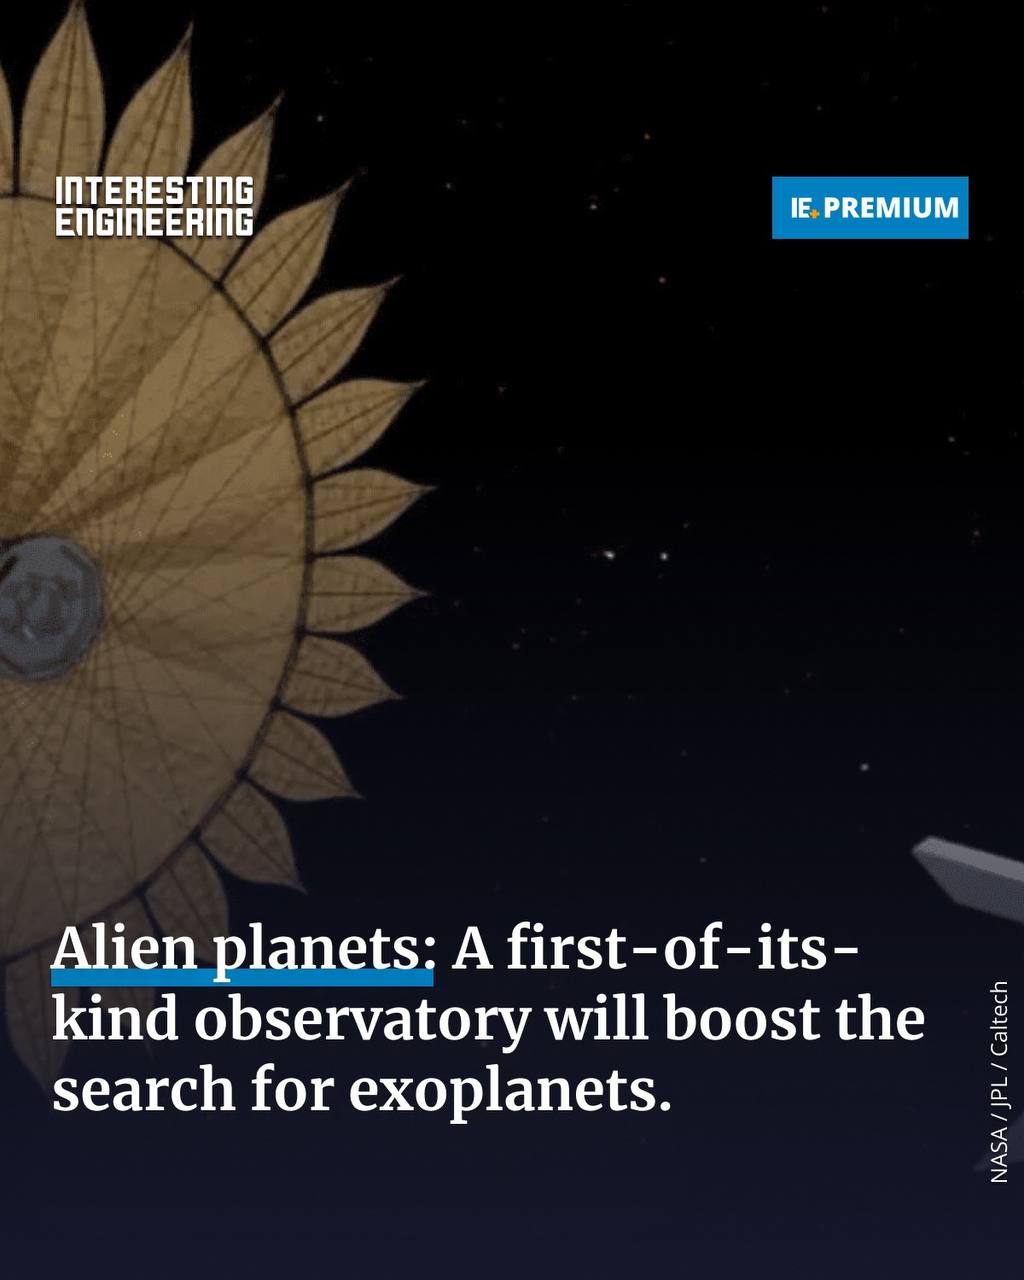 INTERESTING
ENGINEERING
IE+ PREMIUM
Alien planets: A first-of-its-
kind observatory will boost the
search for exoplanets.
NASA / JPL / Caltech